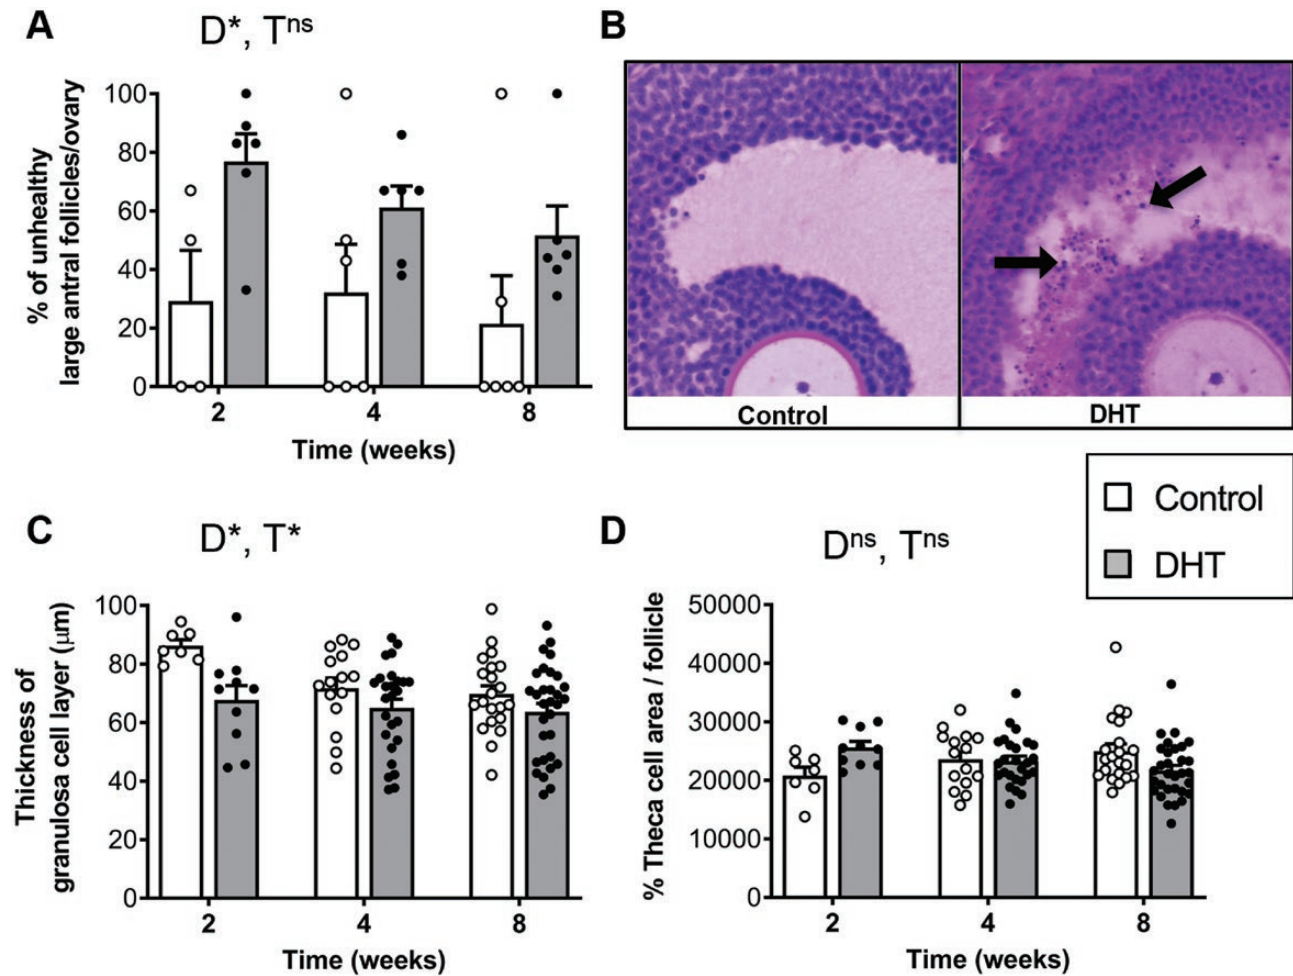 A
D*, Tns
% of unhealthy
large antral follicles/ovary
100
80
60
40
20
0
2
4
8
Time (weeks)
B
Control
DHT
Control
DHT
C
D*, T*
Thickness of
granulosa cell layer (μm)
100
80
60
40
20
0
2
4
8
Time (weeks)
D
Dns, Tns
% Theca cell area / follicle
50000
40000
30000
20000
10000
0
2
4
8
Time (weeks)